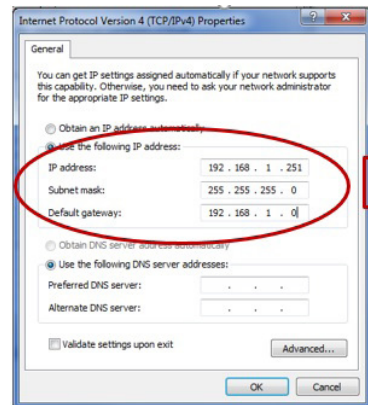 Internet Protocol Version 4 (TCP/IPv4) Properties
General
You can get IP settings assigned automatically if your network supports
this capability. Otherwise, you need to ask your network administrator
for the appropriate IP settings.
Obtain an IP address automatically
Use the following IP address:
IP address: 192 . 168 . 1 . 251
Subnet mask: 255 . 255 . 255 . 0
Default gateway: 192 . 168 . 1 . 0
Obtain DNS server address automatically
Use the following DNS server addresses:
Preferred DNS server: . . .
Alternate DNS server: . . .
Validate settings upon exit
Advanced...
OK Cancel